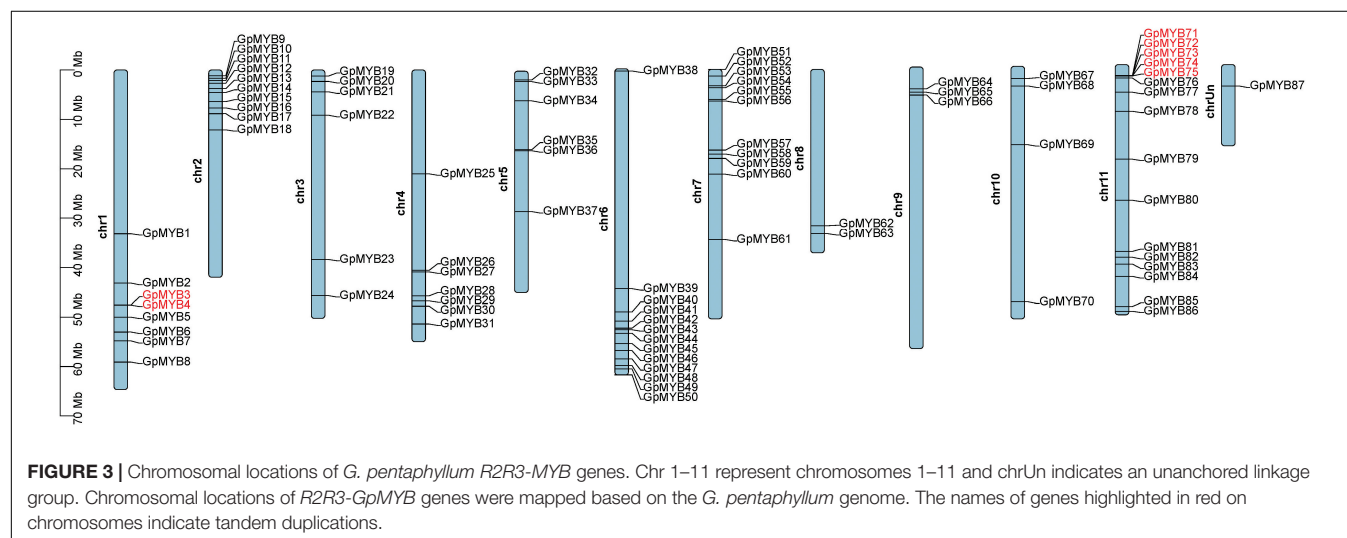 0 Mb
10 Mb
20 Mb
30 Mb
40 Mb
50 Mb
60 Mb
70 Mb
chr1
GpMYB1
GpMYB2
GpMYB3
GpMYB4
GpMYB5
GpMYB6
GpMYB7
GpMYB8
chr2
GpMYB9
GpMYB10
GpMYB11
GpMYB12
GpMYB13
GpMYB14
GpMYB15
GpMYB16
GpMYB17
GpMYB18
chr3
GpMYB19
GpMYB20
GpMYB21
GpMYB22
GpMYB23
GpMYB24
chr4
GpMYB25
GpMYB26
GpMYB27
GpMYB28
GpMYB29
GpMYB30
GpMYB31
chr5
GpMYB32
GpMYB33
GpMYB34
GpMYB35
GpMYB36
GpMYB37
chr6
GpMYB38
GpMYB39
GpMYB40
GpMYB41
GpMYB42
GpMYB43
GpMYB44
GpMYB45
GpMYB46
GpMYB47
GpMYB48
GpMYB49
GpMYB50
chr7
GpMYB51
GpMYB52
GpMYB53
GpMYB54
GpMYB55
GpMYB56
GpMYB57
GpMYB58
GpMYB59
GpMYB60
GpMYB61
chr8
GpMYB62
GpMYB63
chr9
GpMYB64
GpMYB65
GpMYB66
chr10
GpMYB67
GpMYB68
GpMYB69
GpMYB70
chr11
GpMYB71
GpMYB72
GpMYB73
GpMYB74
GpMYB75
GpMYB76
GpMYB77
GpMYB78
GpMYB79
GpMYB80
GpMYB81
GpMYB82
GpMYB83
GpMYB84
GpMYB85
GpMYB86
chrUn
GpMYB87
FIGURE 3 | Chromosomal locations of G. pentaphyllum R2R3-MYB genes. Chr 1–11 represent chromosomes 1–11 and chrUn indicates an unanchored linkage
group. Chromosomal locations of R2R3-GpMYB genes were mapped based on the G. pentaphyllum genome. The names of genes highlighted in red on
chromosomes indicate tandem duplications.